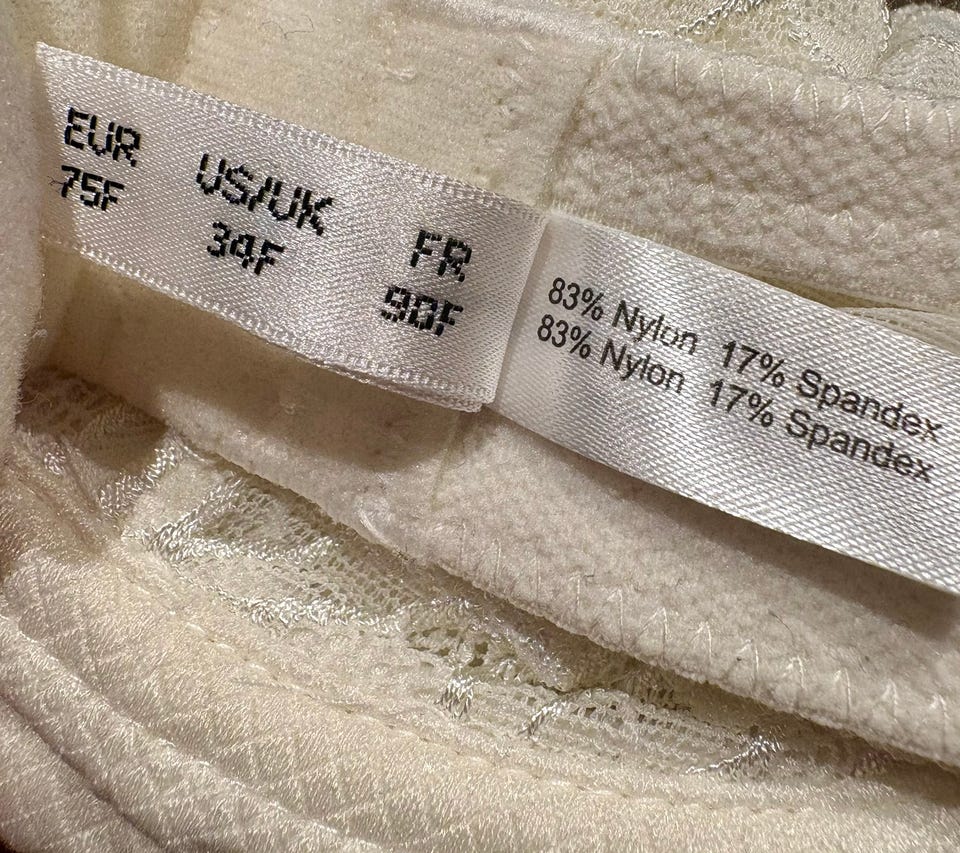 EUR
75F
US/UK
34F
FR
90F
83% Nylon 17% Spandex
83% Nylon 17% Spandex